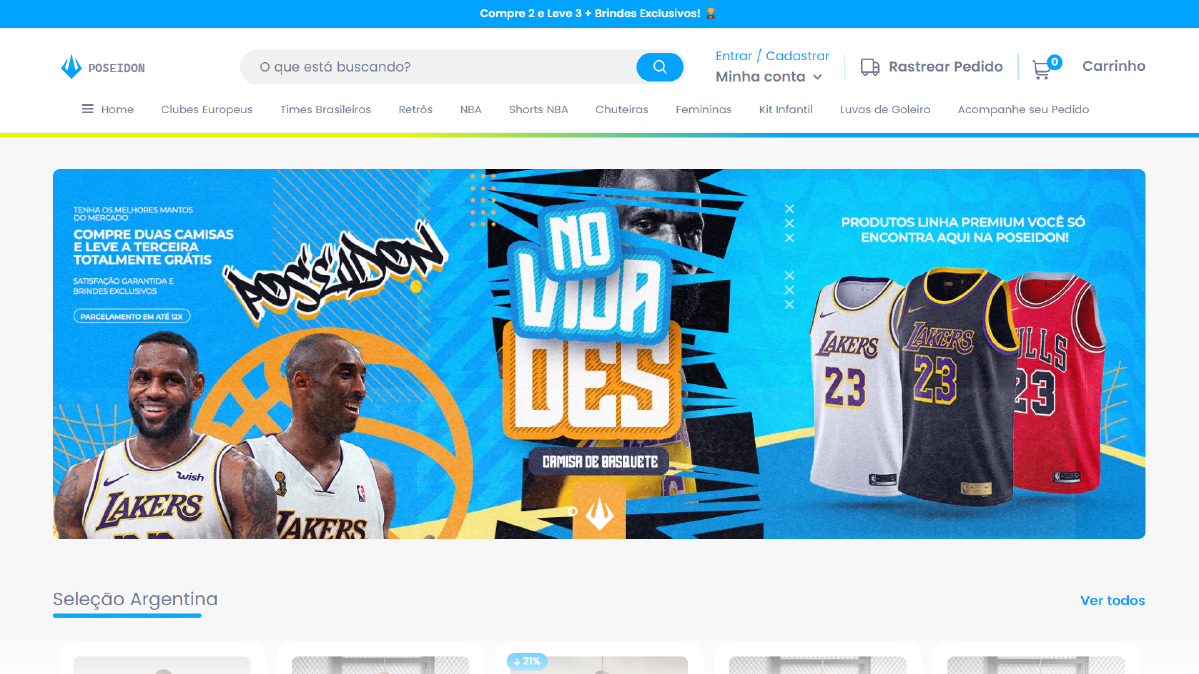 Compre 2 e Leve 3 + Brindes Exclusivos! 🏆
POSEIDON
O que está buscando?
Entrar / Cadastrar
Minha conta
Rastrear Pedido
0
Carrinho
Home
Clubes Europeus
Times Brasileiros
Retrôs
NBA
Shorts NBA
Chuteiras
Femininas
Kit Infantil
Luvas de Goleiro
Acompanhe seu Pedido
TENHA OS MELHORES MANTOS
DO MERCADO
COMPRE DUAS CAMISAS
E LEVE A TERCEIRA
TOTALMENTE GRÁTIS
SATISFAÇÃO GARANTIDA E
BRINDES EXCLUSIVOS
PARCELAMENTO EM ATÉ 12X
POSEIDON
wish
LAKERS
LAKERS
NO
VIDA
DES
CAMISA DE BASQUETE
PRODUTOS LINHA PREMIUM VOCÊ SÓ
ENCONTRA AQUI NA POSEIDON!
LAKERS
23
LAKERS
23
ULLS
23
Seleção Argentina
Ver todos
21%